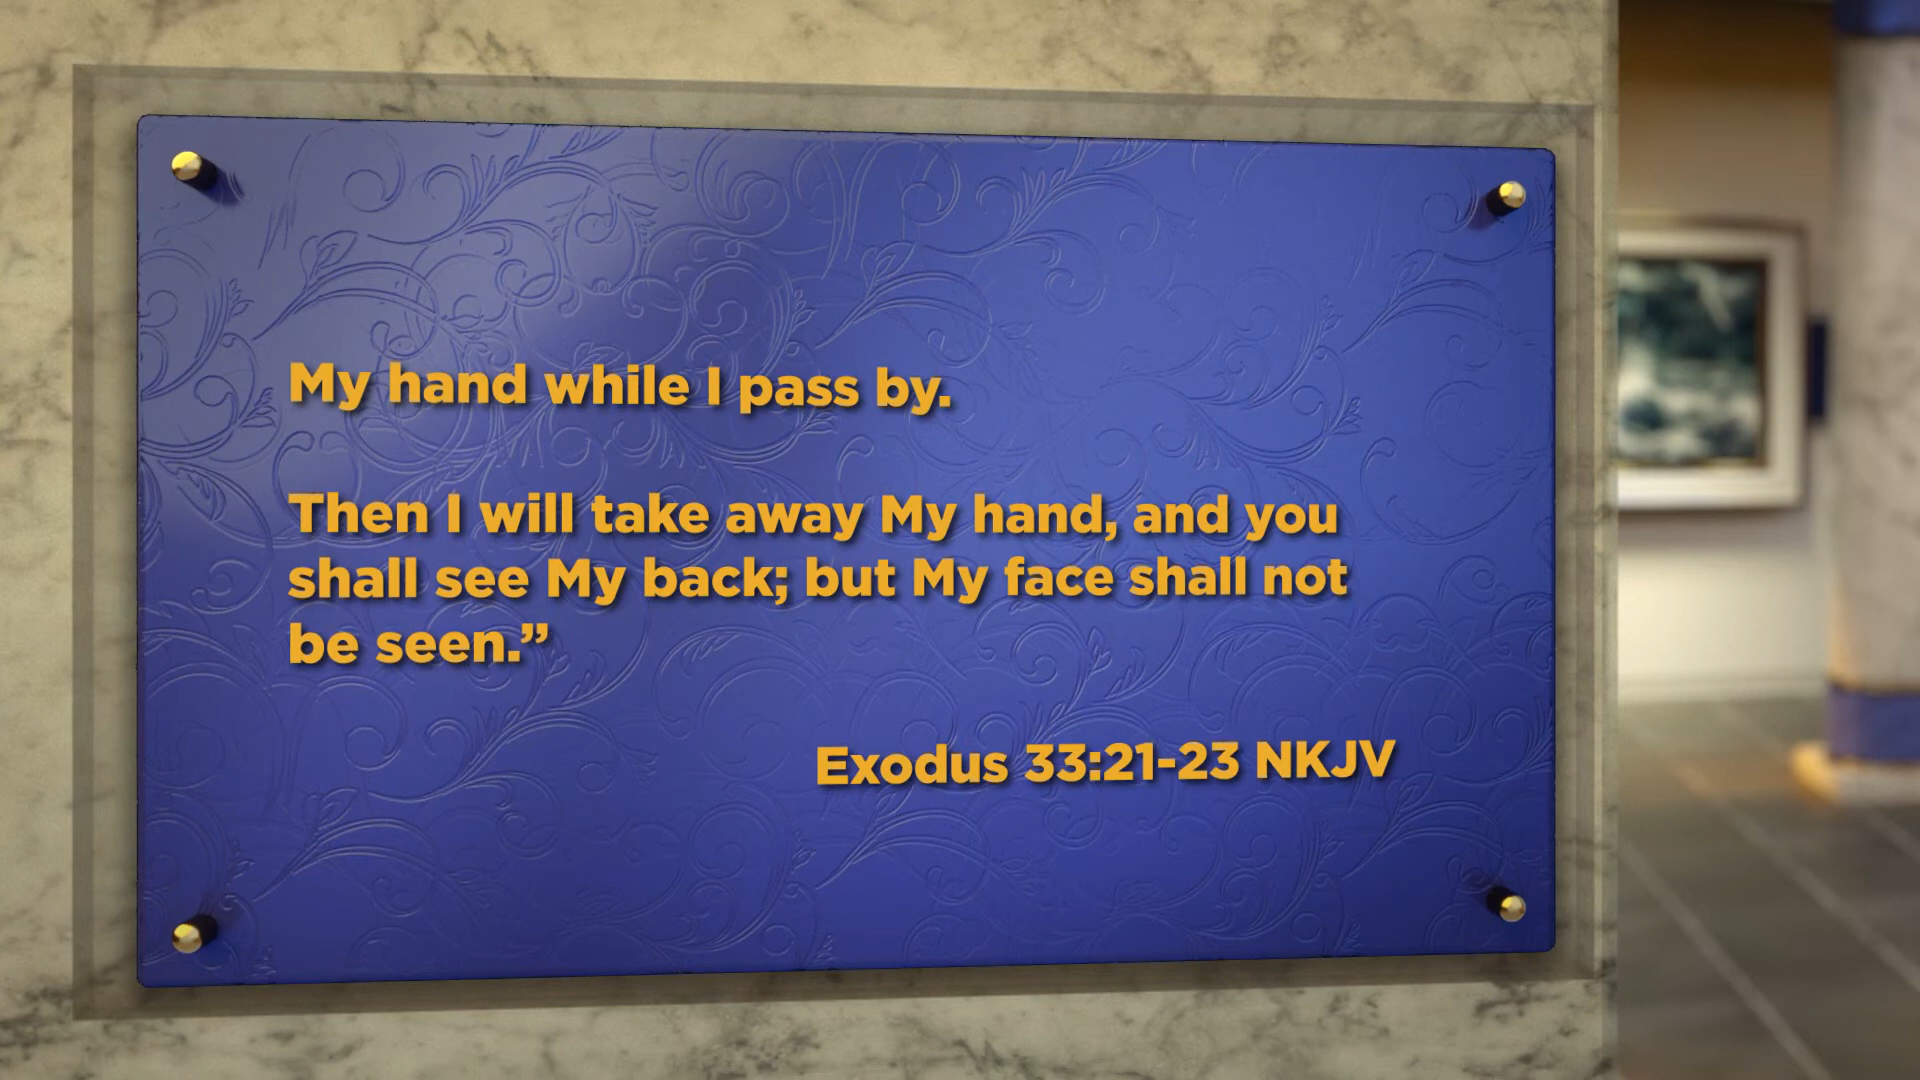 My hand while I pass by.
Then I will take away My hand, and you
shall see My back; but My face shall not
be seen.”
Exodus 33:21-23 NKJV